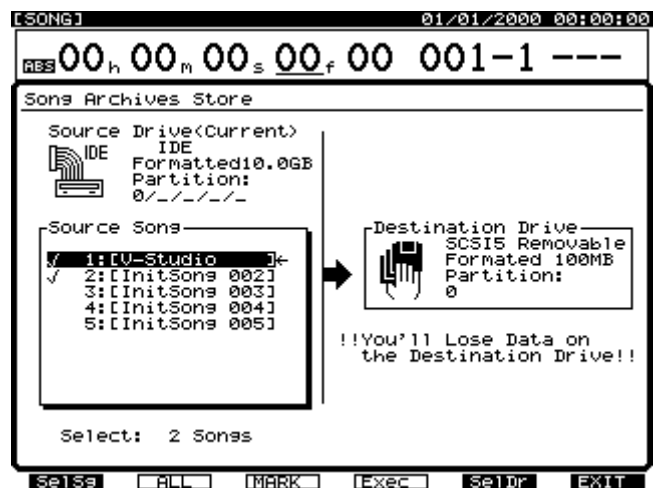 [SONG] 01/01/2000 00:00:00
ABS 00h 00m 00s 00f 00 001-1 ---
Song Archives Store
Source Drive(Current)
IDE
IDE
Formatted10.0GB
Partition:
0/_/_/_/_
Source Song
√ 1:[V-Studio ]←
√ 2:[InitSong 002]
3:[InitSong 003]
4:[InitSong 004]
5:[InitSong 005]
Select: 2 Songs
Destination Drive
SCSI5 Removable
Formated 100MB
Partition:
0
!!You'll Lose Data on
the Destination Drive!!
SelSg ALL MARK Exec SelDr EXIT